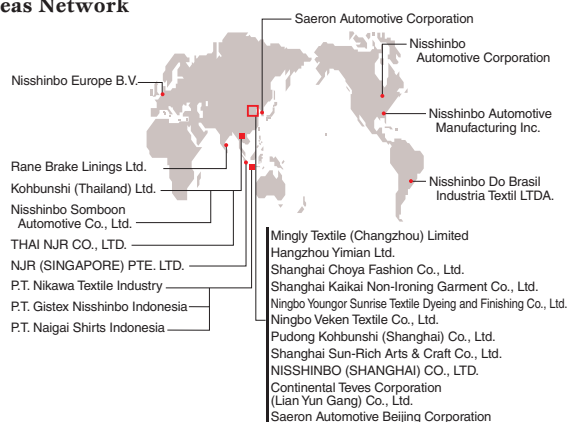 eas Network
Saeron Automotive Corporation
Nisshinbo
Automotive Corporation
Nisshinbo Europe B.V.
Nisshinbo Automotive
Manufacturing Inc.
Rane Brake Linings Ltd.
Kohbunshi (Thailand) Ltd.
Nisshinbo Somboon
Automotive Co., Ltd.
THAI NJR CO., LTD.
NJR (SINGAPORE) PTE. LTD.
P.T. Nikawa Textile Industry
P.T. Gistex Nisshinbo Indonesia
P.T. Naigai Shirts Indonesia
Nisshinbo Do Brasil
Industria Textil LTDA.
Mingly Textile (Changzhou) Limited
Hangzhou Yimian Ltd.
Shanghai Choya Fashion Co., Ltd.
Shanghai Kaikai Non-Ironing Garment Co., Ltd.
Ningbo Youngor Sunrise Textile Dyeing and Finishing Co., Ltd.
Ningbo Veken Textile Co., Ltd.
Pudong Kohbunshi (Shanghai) Co., Ltd.
Shanghai Sun-Rich Arts & Craft Co., Ltd.
NISSHINBO (SHANGHAI) CO., LTD.
Continental Teves Corporation
(Lian Yun Gang) Co., Ltd.
Saeron Automotive Beijing Corporation